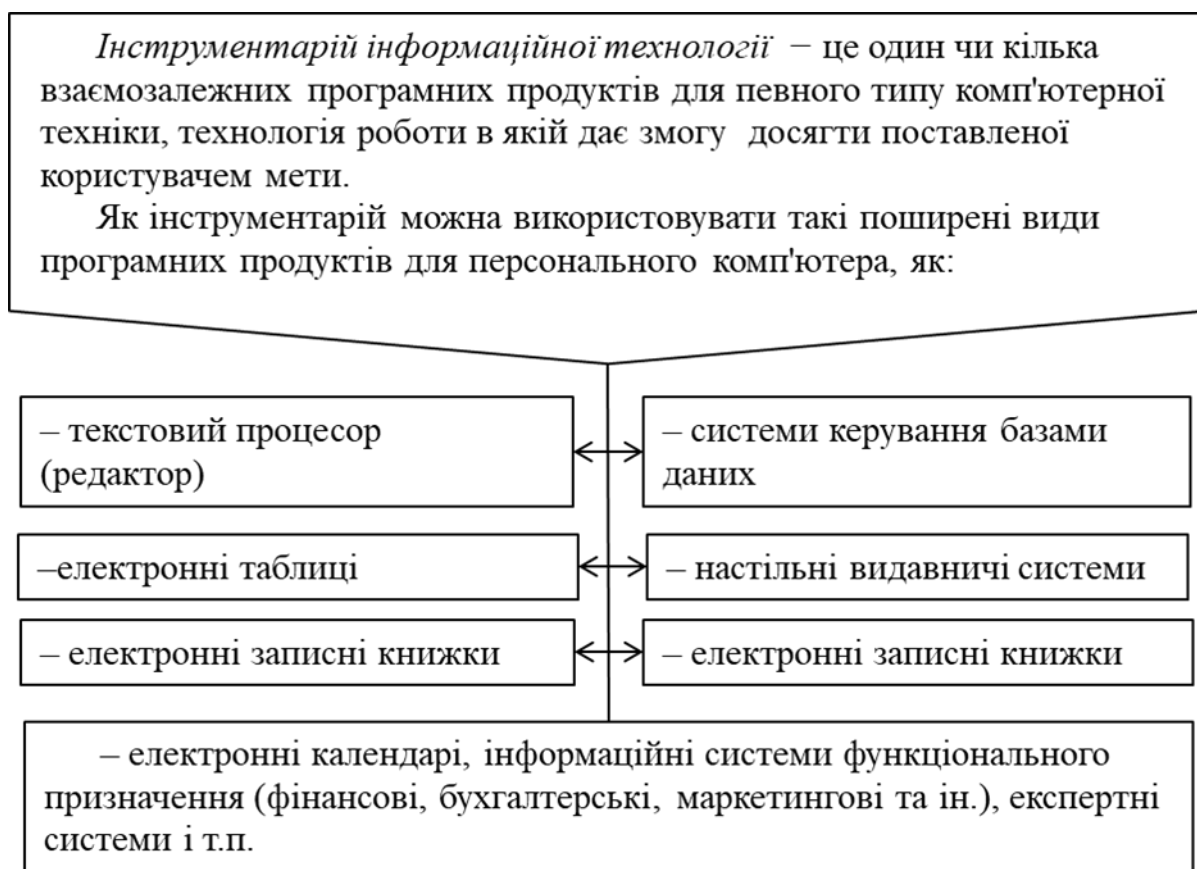 Інструментарій інформаційної технології – це один чи кілька
взаємозалежних програмних продуктів для певного типу комп'ютерної
техніки, технологія роботи в якій дає змогу досягти поставленої
користувачем мети.
Як інструментарій можна використовувати такі поширені види
програмних продуктів для персонального комп'ютера, як:
– текстовий процесор
(редактор)
– системи керування базами
даних
–електронні таблиці
– настільні видавничі системи
– електронні записні книжки
– електронні записні книжки
– електронні календарі, інформаційні системи функціонального
призначення (фінансові, бухгалтерські, маркетингові та ін.), експертні
системи і т.п.